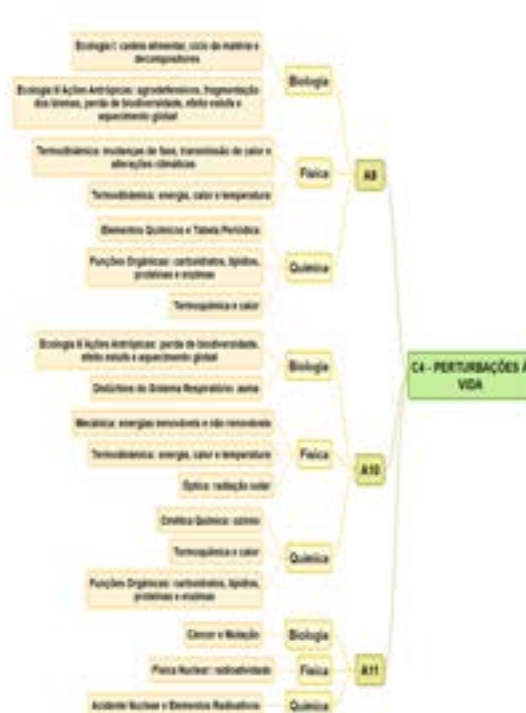 Ecologia I: cadeia alimentar, ciclo da matéria e
decompositores
Biologia
Ecologia II Ações Antrópicas: agrodefensivos, fragmentação
dos biomas, perda de biodiversidade, efeito estufa e
aquecimento global
Termodinâmica: mudanças de fase, transmissão de calor e
alterações climáticas
Física
A9
Termodinâmica: energia, calor e temperatura
Elementos Químicos e Tabela Periódica
Funções Orgânicas: carboidratos, lipídios,
proteínas e enzimas
Química
Termoquímica e calor
Ecologia II Ações Antrópicas: perda de biodiversidade,
efeito estufa e aquecimento global
Biologia
Distúrbios do Sistema Respiratório: asma
C4 - PERTURBAÇÕES À
VIDA
Mecânica: energias renováveis e não renováveis
Termodinâmica: energia, calor e temperatura
Física
A10
Óptica: radiação solar
Cinética Química: ozônio
Termoquímica e calor
Química
Funções Orgânicas: carboidratos, lipídios,
proteínas e enzimas
Câncer e Mutação
Biologia
Física Nuclear: radioatividade
Física
A11
Acidente Nuclear e Elementos Radioativos
Química